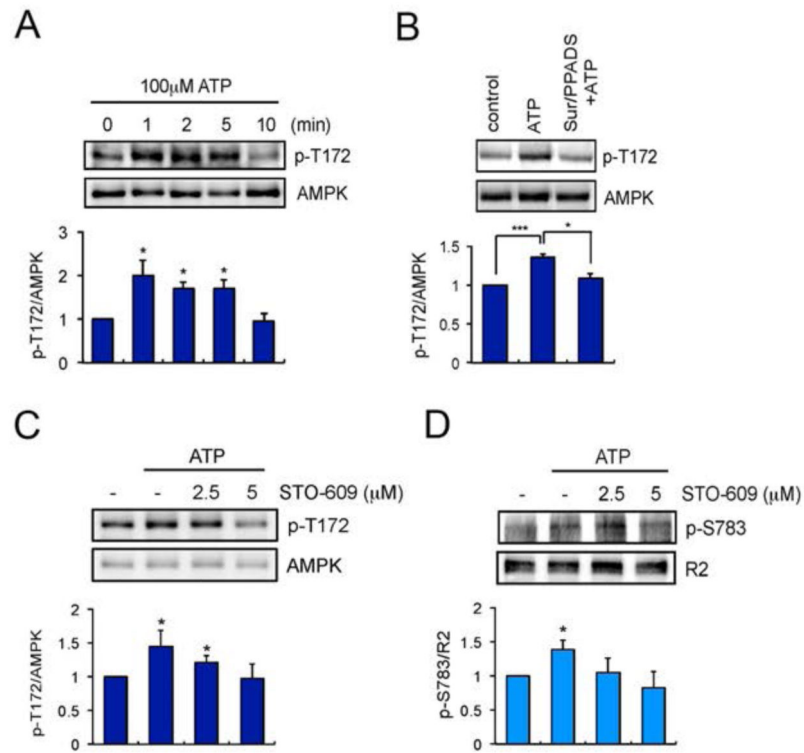 A
100μM ATP
0 1 2 5 10 (min)
p-T172
AMPK
p-T172/AMPK
3
2
1
0
* * *
B
control
ATP
Sur/PPADS
+ATP
p-T172
AMPK
p-T172/AMPK
1.5
1
0.5
0
*** *
C
ATP
- - 2.5 5 STO-609 (μM)
p-T172
AMPK
p-T172/AMPK
2
1.5
1
0.5
0
* *
D
ATP
- - 2.5 5 STO-609 (μM)
p-S783
R2
p-S783/R2
2
1.5
1
0.5
0
*